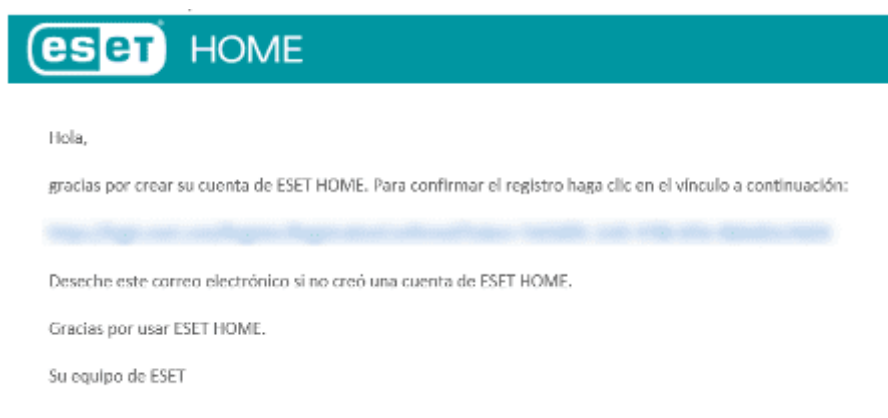 eset HOME
Hola,
gracias por crear su cuenta de ESET HOME. Para confirmar el registro haga clic en el vínculo a continuación:
Deseche este correo electrónico si no creó una cuenta de ESET HOME.
Gracias por usar ESET HOME.
Su equipo de ESET